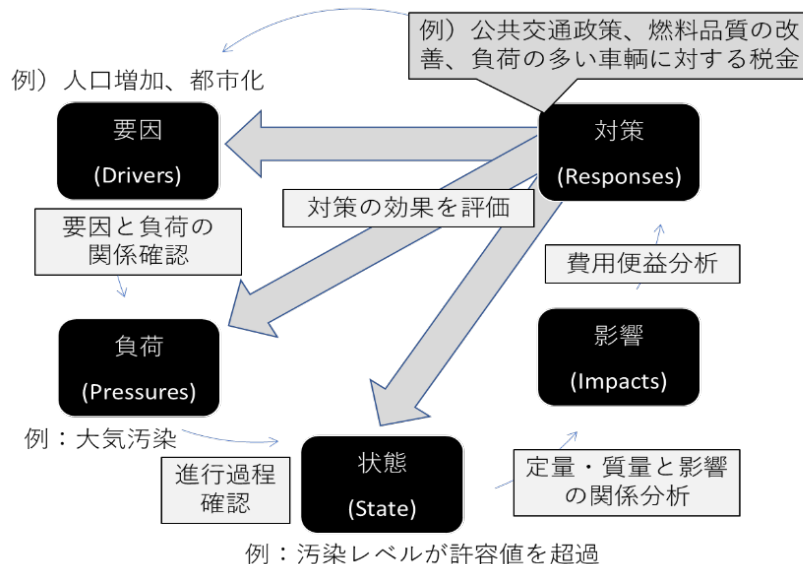 例）公共交通政策、燃料品質の改
善、負荷の多い車輌に対する税金
例）人口増加、都市化
要因
(Drivers)
対策
(Responses)
対策の効果を評価
要因と負荷の
関係確認
費用便益分析
負荷
(Pressures)
影響
(Impacts)
例：大気汚染
進行過程
確認
状態
(State)
定量・質量と影響
の関係分析
例：汚染レベルが許容値を超過